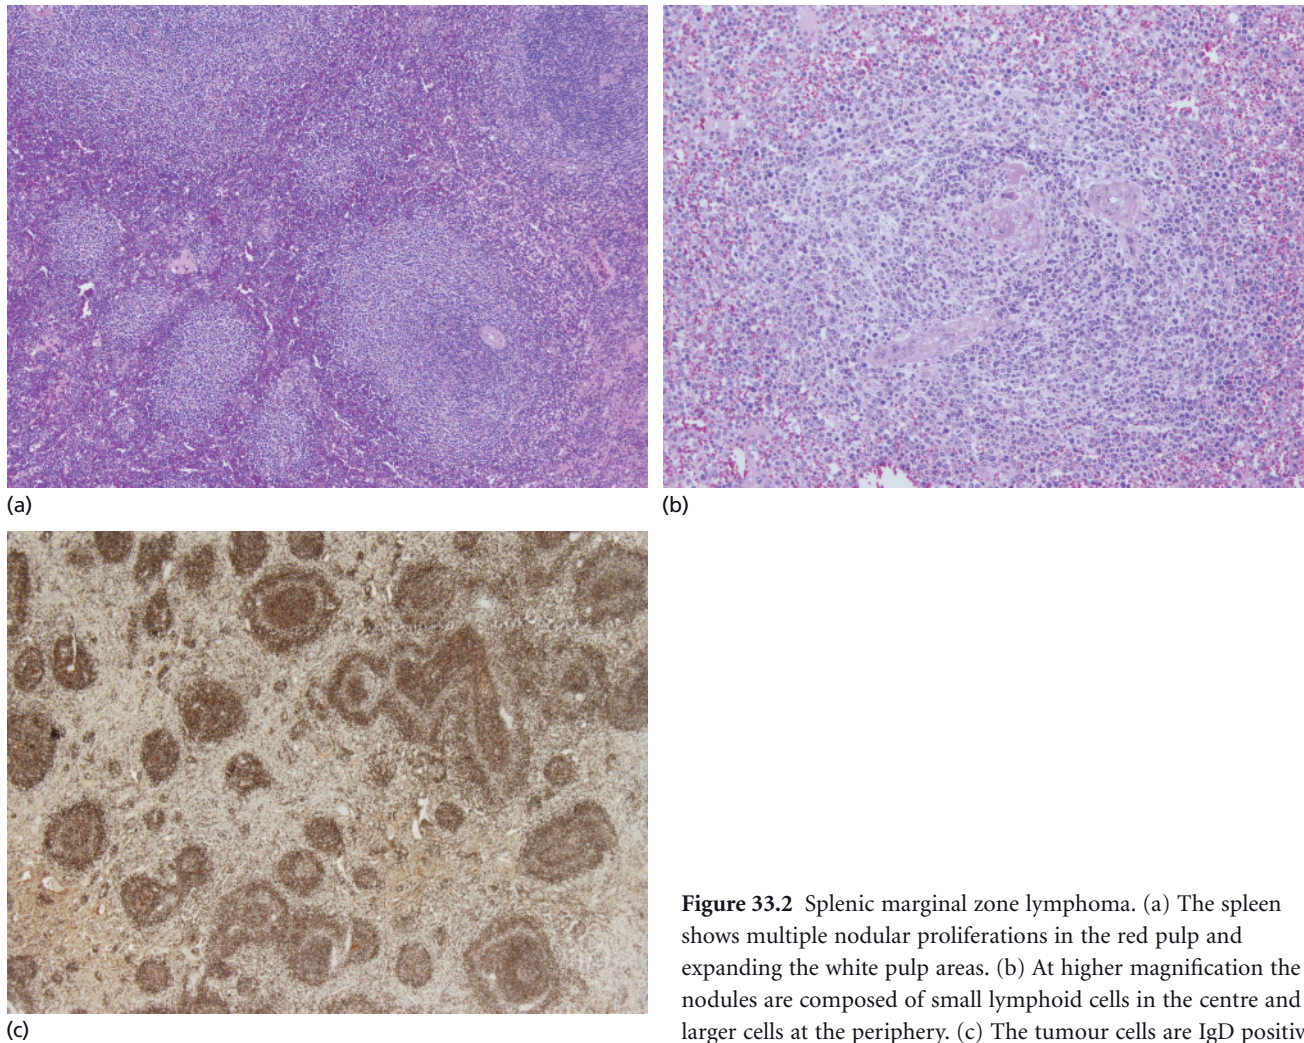 (a)
(b)
(c)
Figure 33.2 Splenic marginal zone lymphoma. (a) The spleen
shows multiple nodular proliferations in the red pulp and
expanding the white pulp areas. (b) At higher magnification the
nodules are composed of small lymphoid cells in the centre and
larger cells at the periphery. (c) The tumour cells are IgD